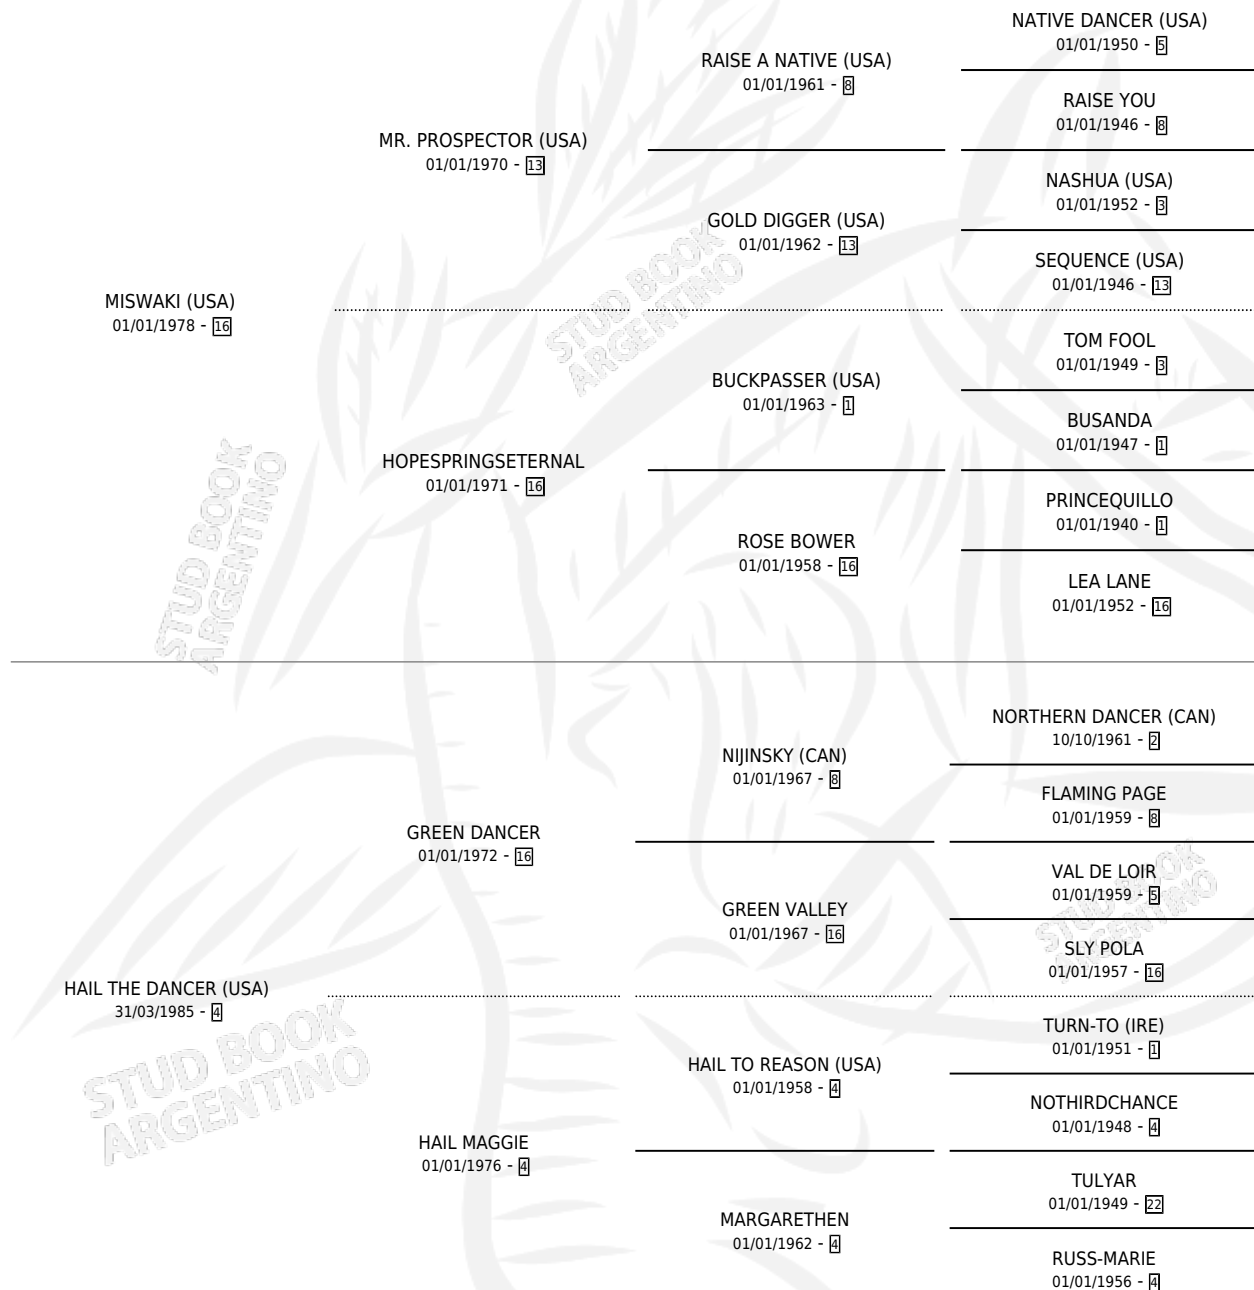 NATIVE DANCER (USA)
01/01/1950 - 5
RAISE A NATIVE (USA)
01/01/1961 - 8
RAISE YOU
01/01/1946 - 8
MR. PROSPECTOR (USA)
01/01/1970 - 13
NASHUA (USA)
01/01/1952 - 3
GOLD DIGGER (USA)
01/01/1962 - 13
SEQUENCE (USA)
01/01/1946 - 13
MISWAKI (USA)
01/01/1978 - 16
TOM FOOL
01/01/1949 - 3
BUCKPASSER (USA)
01/01/1963 - 1
BUSANDA
01/01/1947 - 1
HOPESPRINGSETERNAL
01/01/1971 - 16
PRINCEQUILLO
01/01/1940 - 1
ROSE BOWER
01/01/1958 - 16
LEA LANE
01/01/1952 - 16
STUD BOOK
ARGENTINO
STUD BOOK
ARGENTINO
NORTHERN DANCER (CAN)
10/10/1961 - 2
NIJINSKY (CAN)
01/01/1967 - 8
FLAMING PAGE
01/01/1959 - 8
GREEN DANCER
01/01/1972 - 16
VAL DE LOIR
01/01/1959 - 5
GREEN VALLEY
01/01/1967 - 16
SLY POLA
01/01/1957 - 16
STUD BOOK
ARGENTINO
HAIL THE DANCER (USA)
31/03/1985 - 4
TURN-TO (IRE)
01/01/1951 - 1
HAIL TO REASON (USA)
01/01/1958 - 4
NOTHIRDCHANCE
01/01/1948 - 4
HAIL MAGGIE
01/01/1976 - 4
TULYAR
01/01/1949 - 22
MARGARETHEN
01/01/1962 - 4
RUSS-MARIE
01/01/1956 - 4
STUD BOOK
ARGENTINO